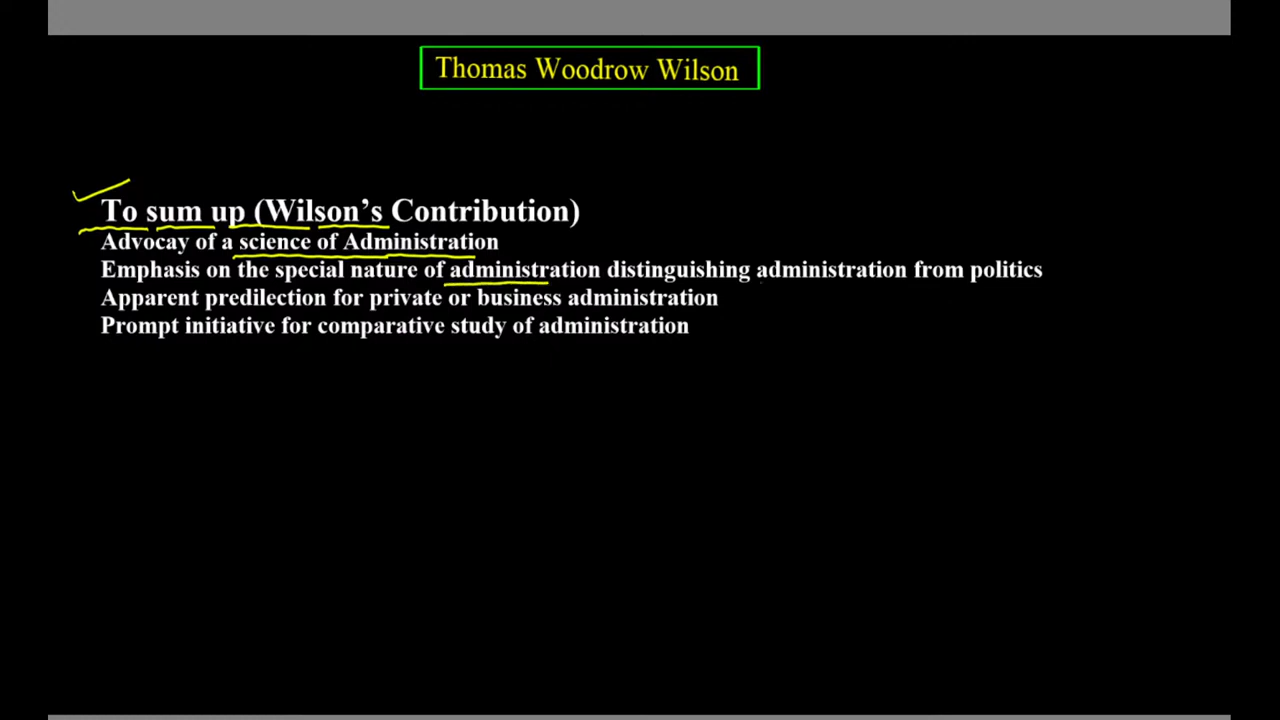 Thomas Woodrow Wilson
To sum up (Wilson’s Contribution)
Advocay of a science of Administration
Emphasis on the special nature of administration distinguishing administration from politics
Apparent predilection for private or business administration
Prompt initiative for comparative study of administration